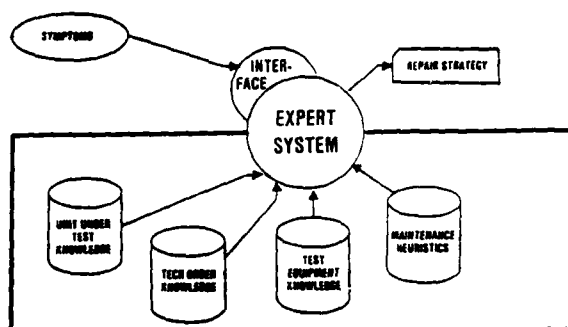 SYMPTOMS
INTER-
FACE
REPAIR STRATEGY
EXPERT
SYSTEM
UNIT UNDER
TEST
KNOWLEDGE
TECH ORDER
KNOWLEDGE
TEST
EQUIPMENT
KNOWLEDGE
MAINTENANCE
HEURISTICS